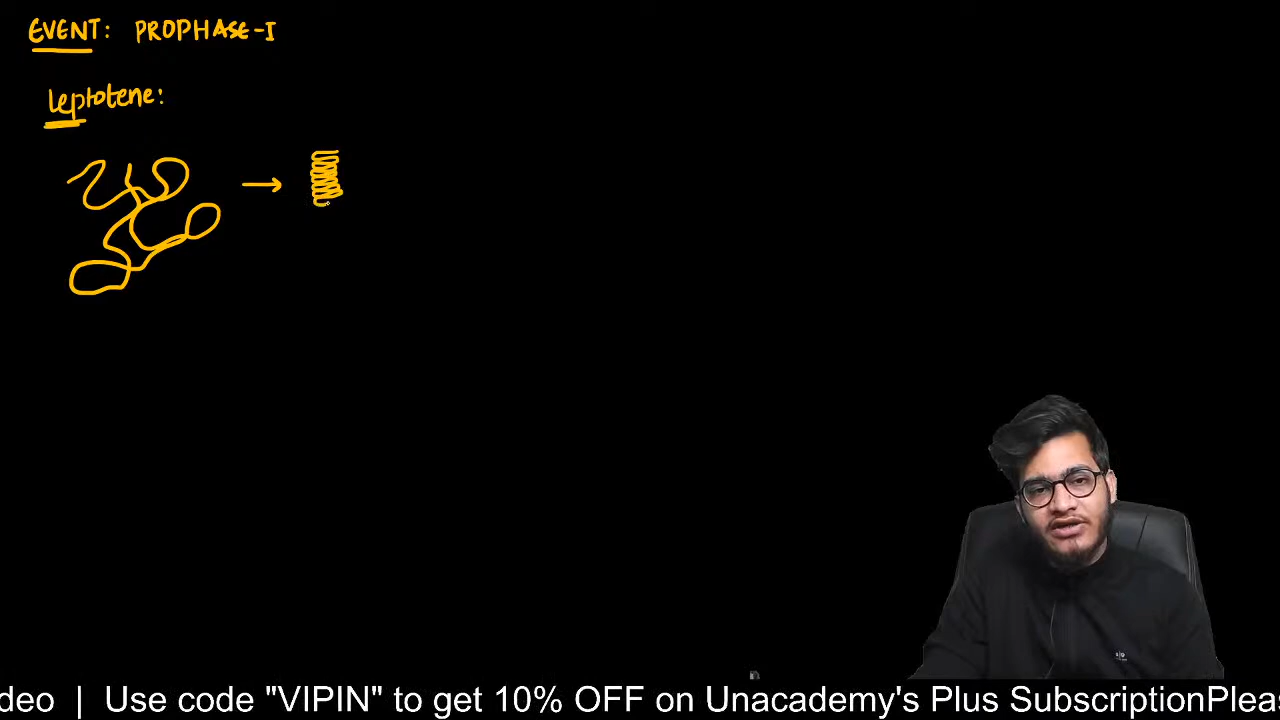 EVENT: PROPHASE-I
Leptotene:
deo | Use code "VIPIN" to get 10% OFF on Unacademy's Plus SubscriptionPleas